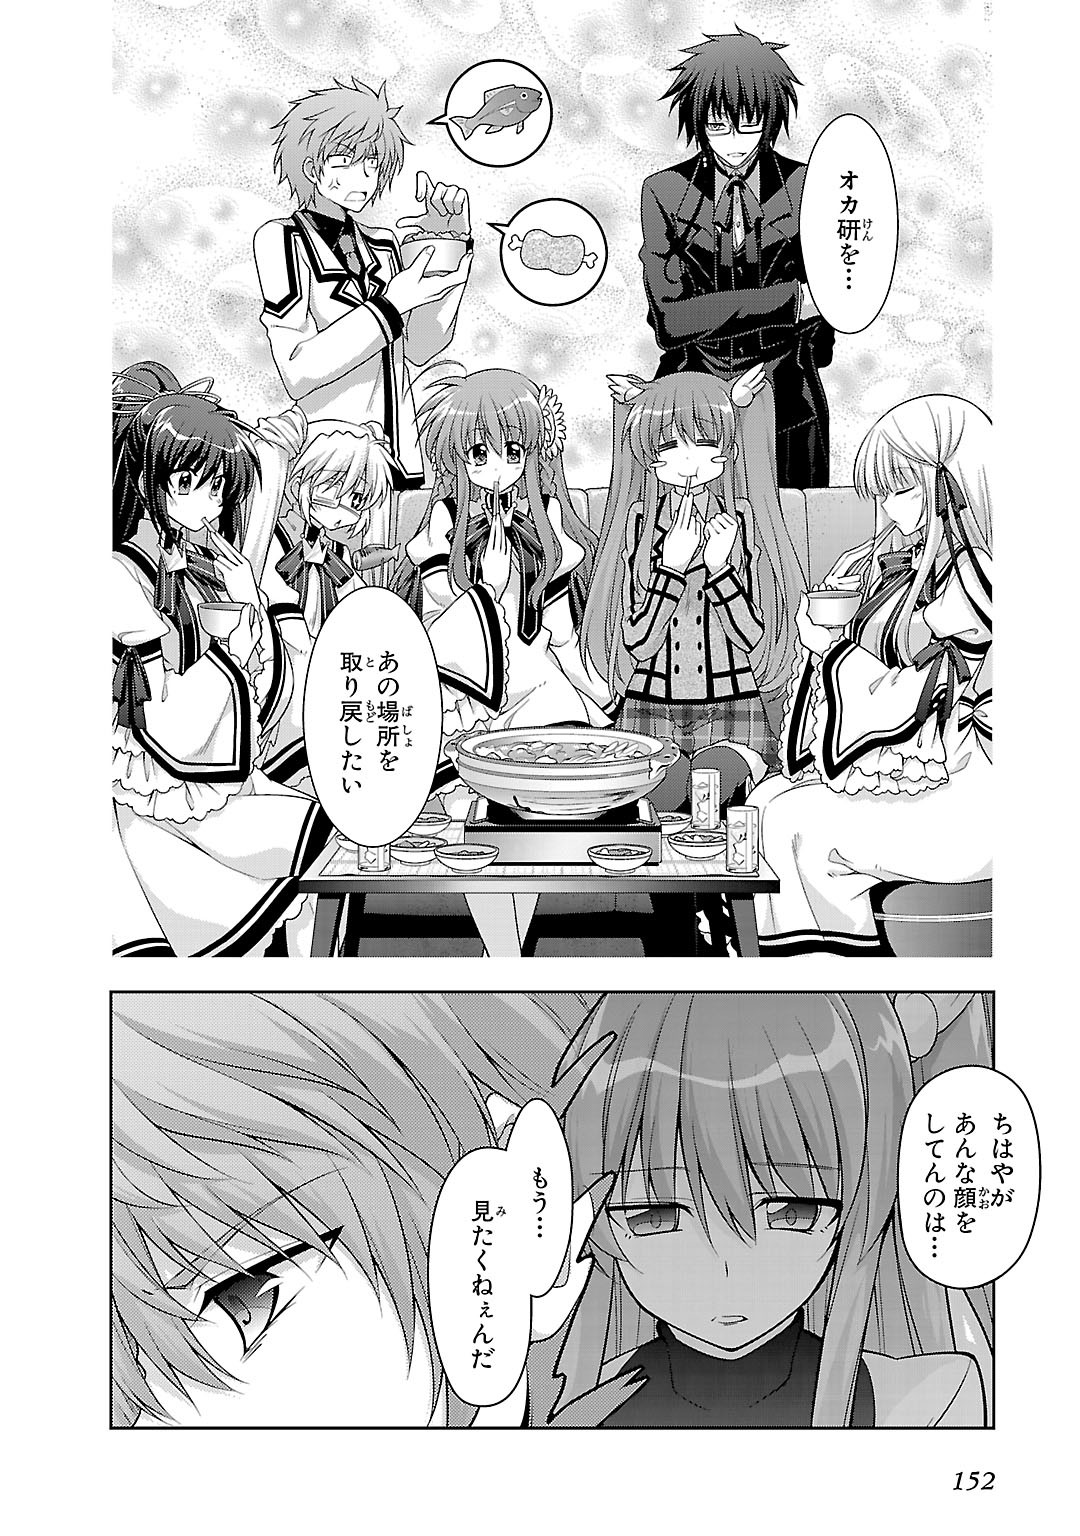 オカ研を…
あの場所を
取り戻したい
ちはやが
あんな顔を
してんのは…
もう…
見たくねぇんだ
152